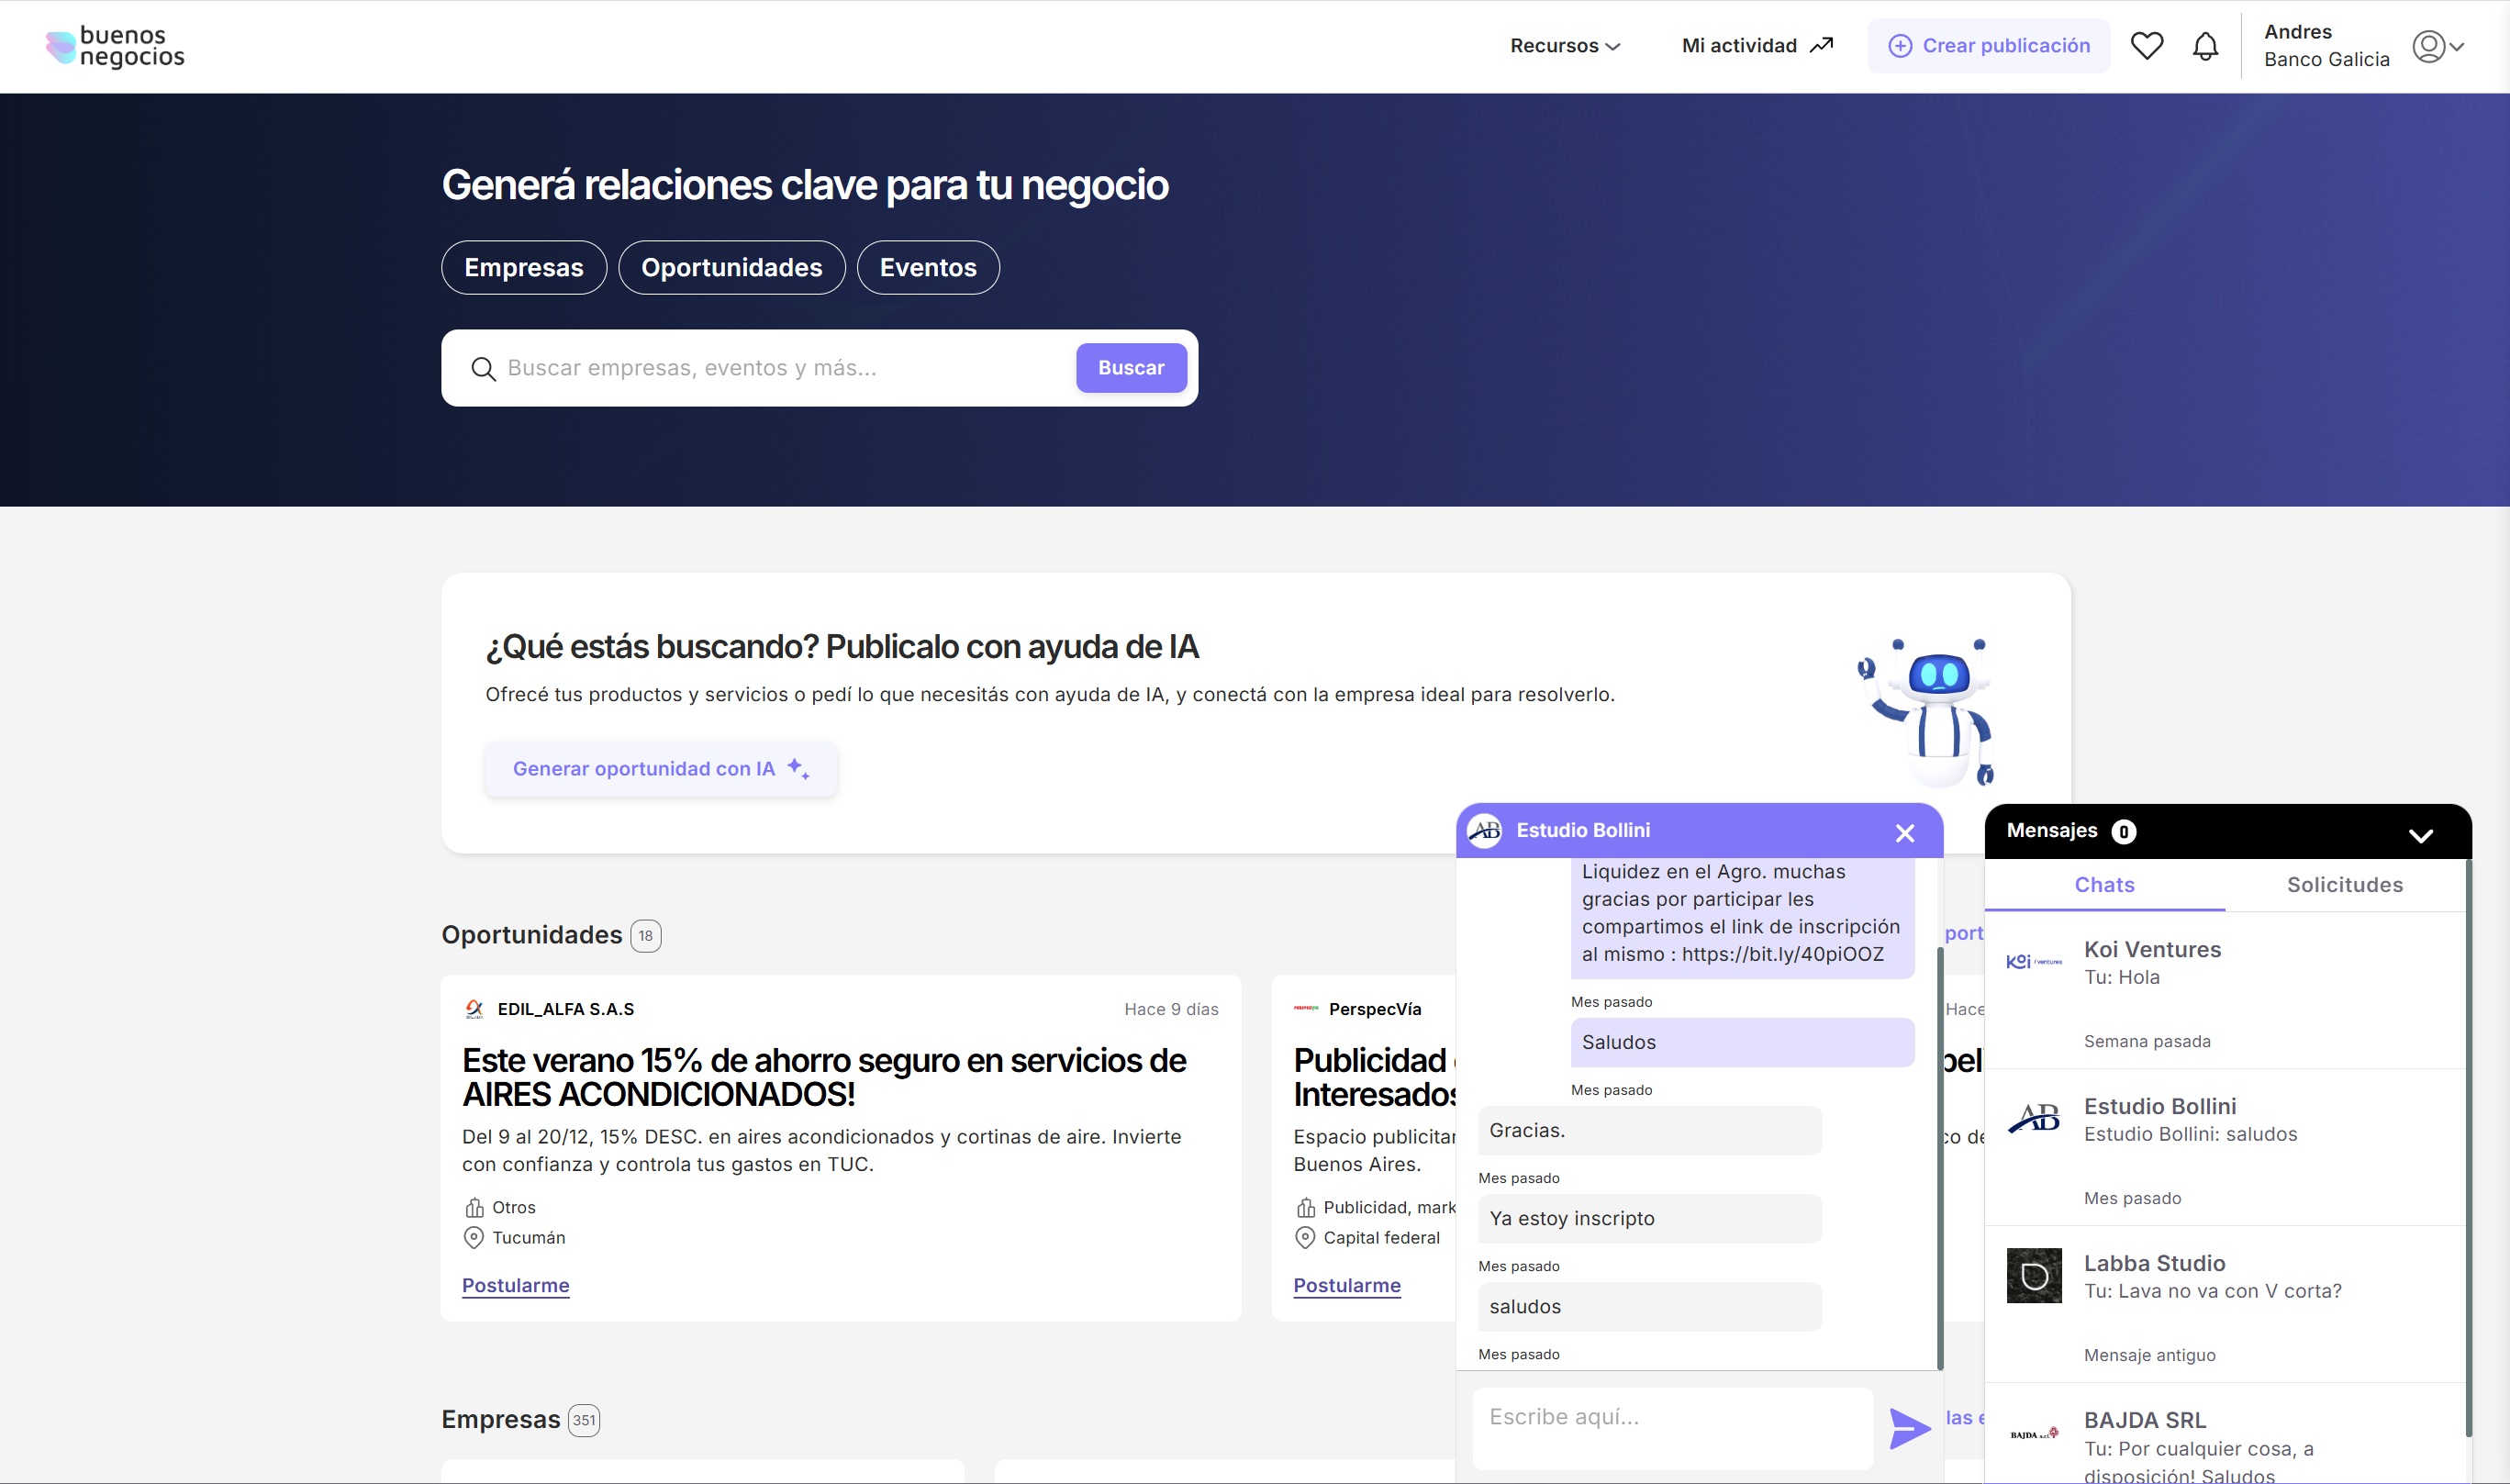 buenos
negocios
Recursos
Mi actividad
Crear publicación
Andres
Banco Galicia
Generá relaciones clave para tu negocio
Empresas
Oportunidades
Eventos
Buscar empresas, eventos y más...
Buscar
¿Qué estás buscando? Publicalo con ayuda de IA
Ofrecé tus productos y servicios o pedí lo que necesitás con ayuda de IA, y conectá con la empresa ideal para resolverlo.
Generar oportunidad con IA
Oportunidades 18
EDIL_ALFA S.A.S
Hace 9 días
Este verano 15% de ahorro seguro en servicios de
AIRES ACONDICIONADOS!
Del 9 al 20/12, 15% DESC. en aires acondicionados y cortinas de aire. Invierte
con confianza y controla tus gastos en TUC.
Otros
Tucumán
Postularme
PerspecVía
Hace
Publicidad
Interesados
Espacio publicitar
Buenos Aires.
Publicidad, mark
Capital federal
Postularme
Empresas 351
AB
Estudio Bollini
Liquidez en el Agro. muchas
gracias por participar les
compartimos el link de inscripción
al mismo : https://bit.ly/40piOOZ
Mes pasado
Saludos
Mes pasado
Gracias.
Mes pasado
Ya estoy inscripto
Mes pasado
saludos
Mes pasado
Escribe aquí...
port
las e
Mensajes 0
Chats
Solicitudes
Koi ventures
Koi Ventures
Tu: Hola
Semana pasada
AB
Estudio Bollini
Estudio Bollini: saludos
Mes pasado
Labba Studio
Tu: Lava no va con V corta?
Mensaje antiguo
BAJDA s.r.l
BAJDA SRL
Tu: Por cualquier cosa, a
disposición! Saludos